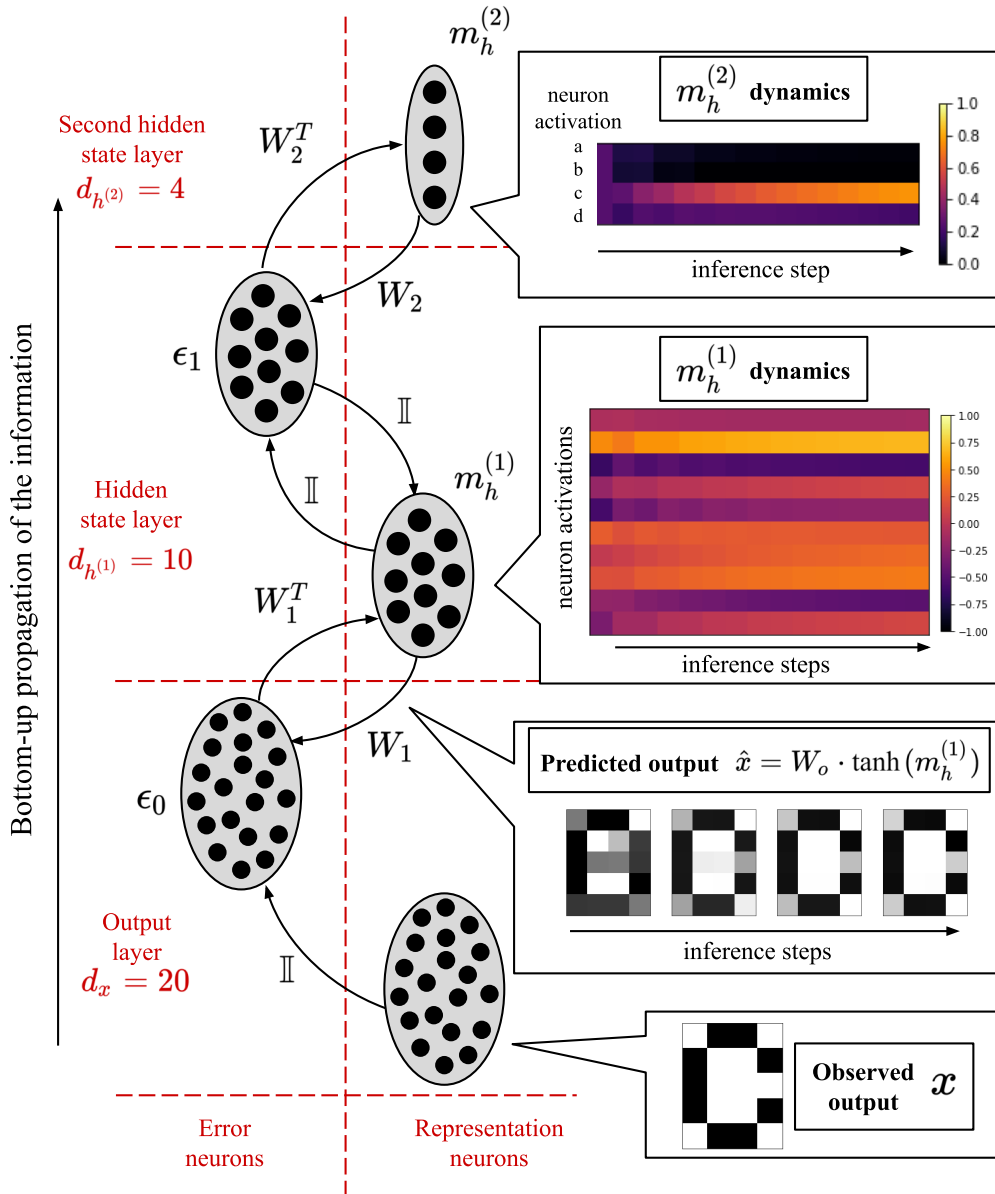 m_h^{(2)}
Second hidden
state layer
d_{h^{(2)}} = 4
W_2^T
W_2
m_h^{(2)} dynamics
neuron
activation
a
b
c
d
inference step
1.0
0.8
0.6
0.4
0.2
0.0
Bottom-up propagation of the information
ϵ_1
𝕀
𝕀
m_h^{(1)}
Hidden
state layer
d_{h^{(1)}} = 10
W_1^T
W_1
m_h^{(1)} dynamics
neuron activations
inference steps
1.00
0.75
0.50
0.25
0.00
−0.25
−0.50
−0.75
−1.00
ϵ_0
Predicted output x̂ = W_o · tanh(m_h^{(1)})
inference steps
Output
layer
d_x = 20
𝕀
Observed
output
x
Error
neurons
Representation
neurons